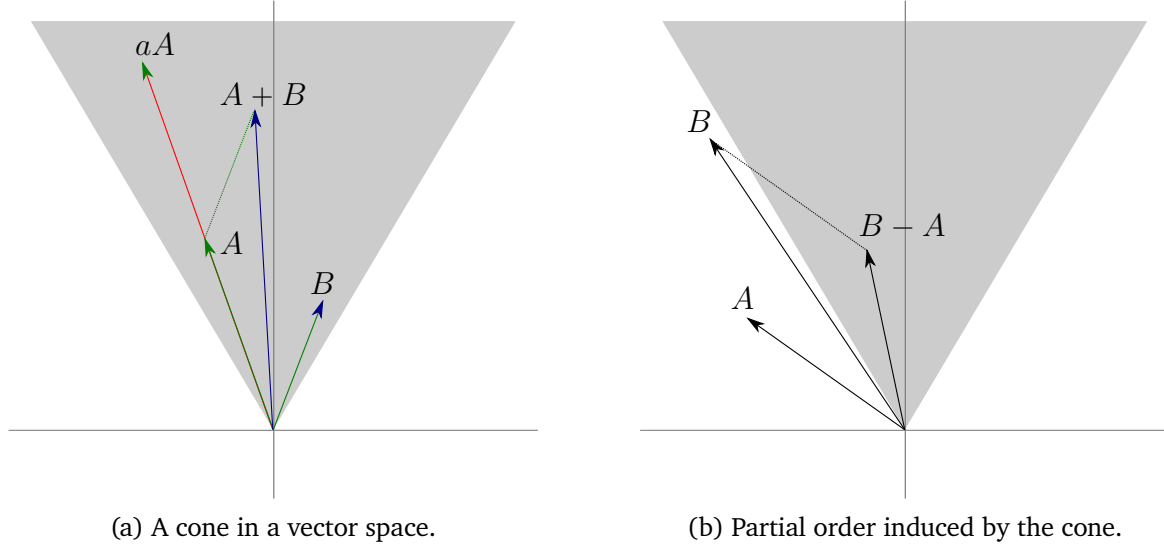 aA
A + B
A
B
(a) A cone in a vector space.
B
B − A
A
(b) Partial order induced by the cone.